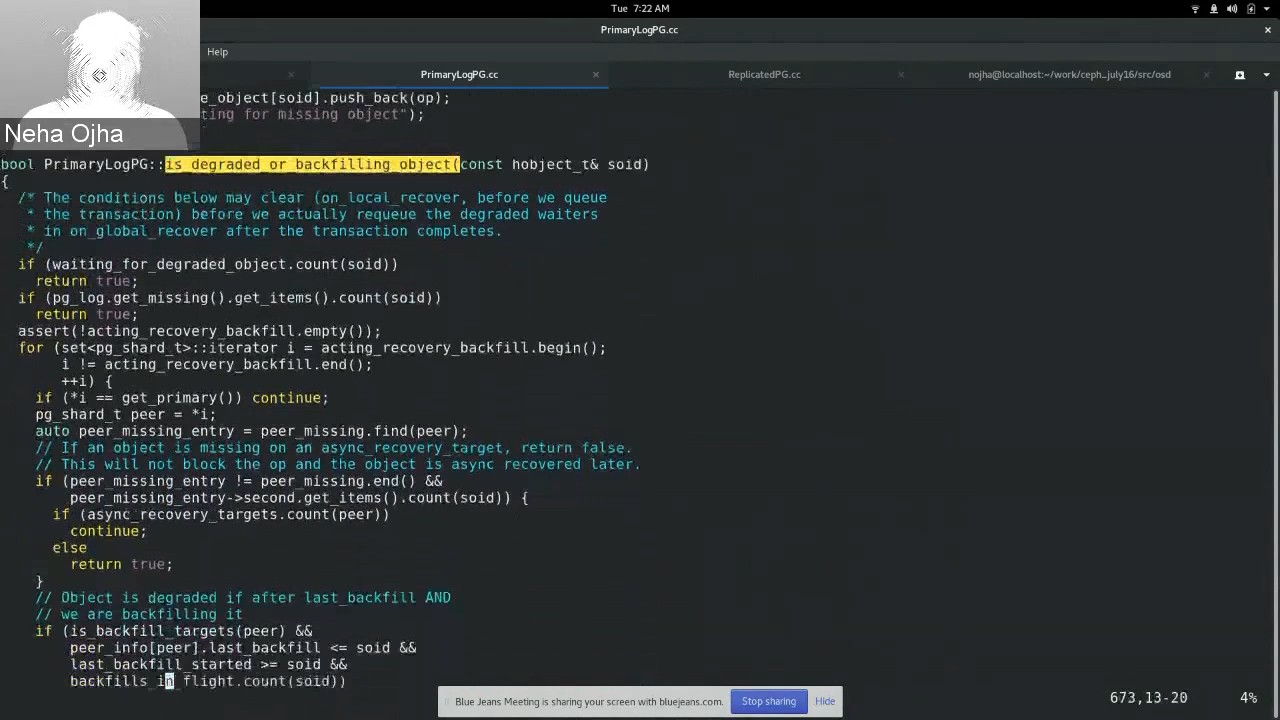 Tue 7:22 AM
PrimaryLogPG.cc
Help
PrimaryLogPG.cc
ReplicatedPG.cc
nojha@localhost:~/work/ceph_july16/src/osd
Neha Ojha
e_object[soid].push_back(op);
ting for missing object");
bool PrimaryLogPG::is_degraded_or_backfilling_object(const hobject_t& soid)
{
/* The conditions below may clear (on_local_recover, before we queue
* the transaction) before we actually requeue the degraded waiters
* in on_global_recover after the transaction completes.
*/
if (waiting_for_degraded_object.count(soid))
return true;
if (pg_log.get_missing().get_items().count(soid))
return true;
assert(!acting_recovery_backfill.empty());
for (set<pg_shard_t>::iterator i = acting_recovery_backfill.begin();
i != acting_recovery_backfill.end();
++i) {
if (*i == get_primary()) continue;
pg_shard_t peer = *i;
auto peer_missing_entry = peer_missing.find(peer);
// If an object is missing on an async_recovery_target, return false.
// This will not block the op and the object is async recovered later.
if (peer_missing_entry != peer_missing.end() &&
peer_missing_entry->second.get_items().count(soid)) {
if (async_recovery_targets.count(peer))
continue;
else
return true;
}
// Object is degraded if after last_backfill AND
// we are backfilling it
if (is_backfill_targets(peer) &&
peer_info[peer].last_backfill <= soid &&
last_backfill_started >= soid &&
backfills_in_flight.count(soid))
673,13-20 4%
Blue Jeans Meeting is sharing your screen with bluejeans.com. Stop sharing Hide